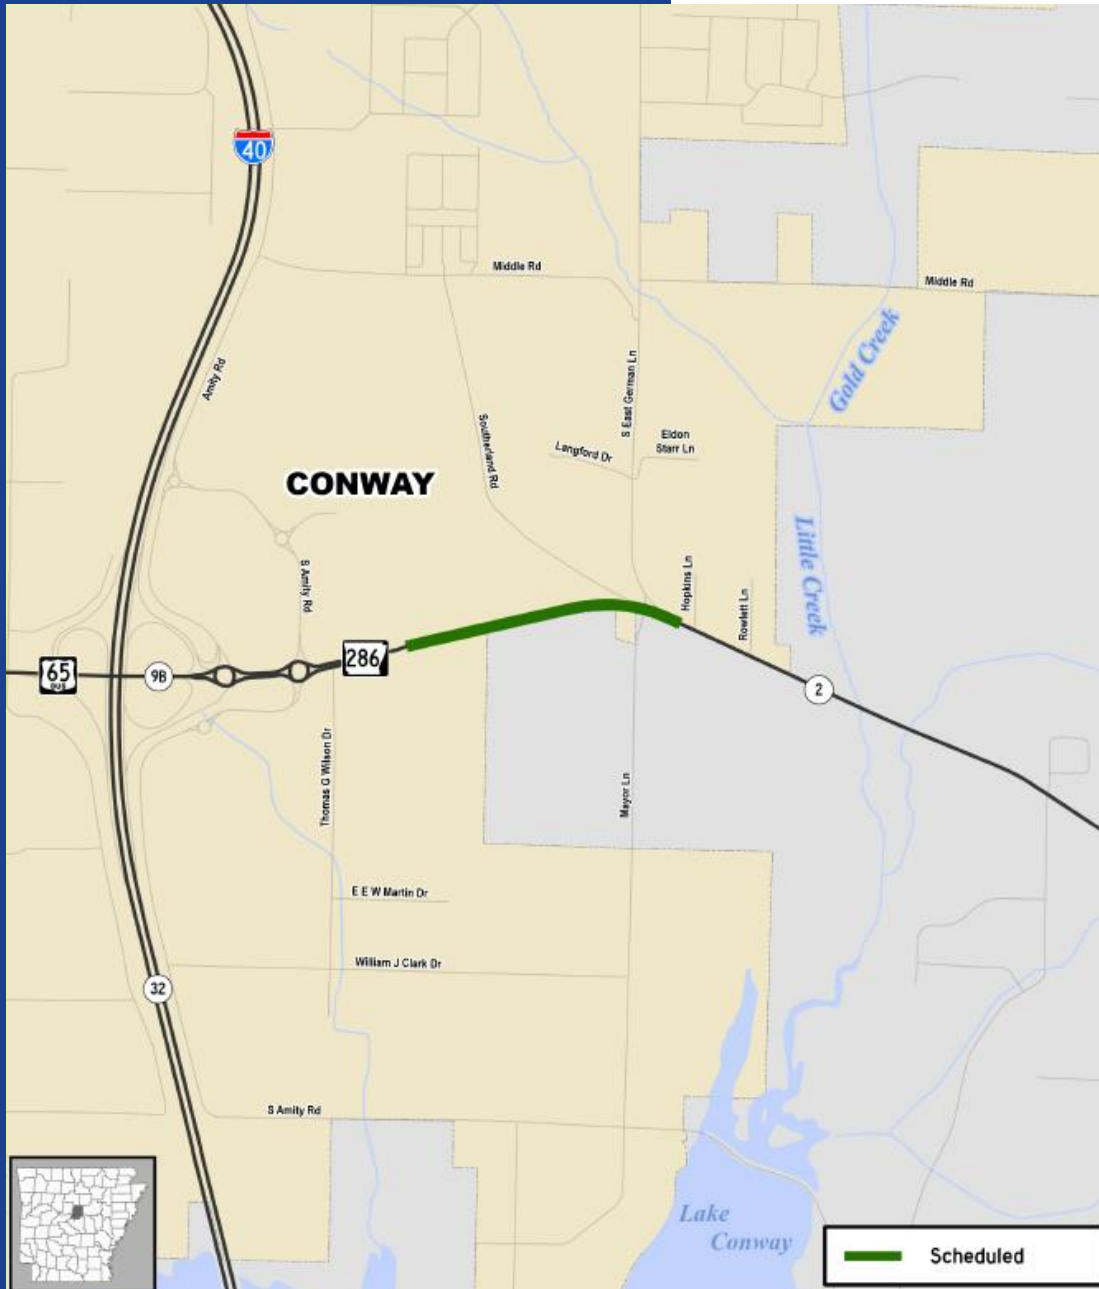 40
Middle Rd
Middle Rd
Gold Creek
Amity Rd
S East German Ln
Southerland Rd
Eldon
Starr Ln
Langford Dr
CONWAY
Little Creek
S Amity Rd
Hopkins Ln
Rowlett Ln
286
65
BUS
9B
2
Thomas G Wilson Dr
Mayor Ln
E E W Martin Dr
William J Clark Dr
32
S Amity Rd
Lake
Conway
Scheduled